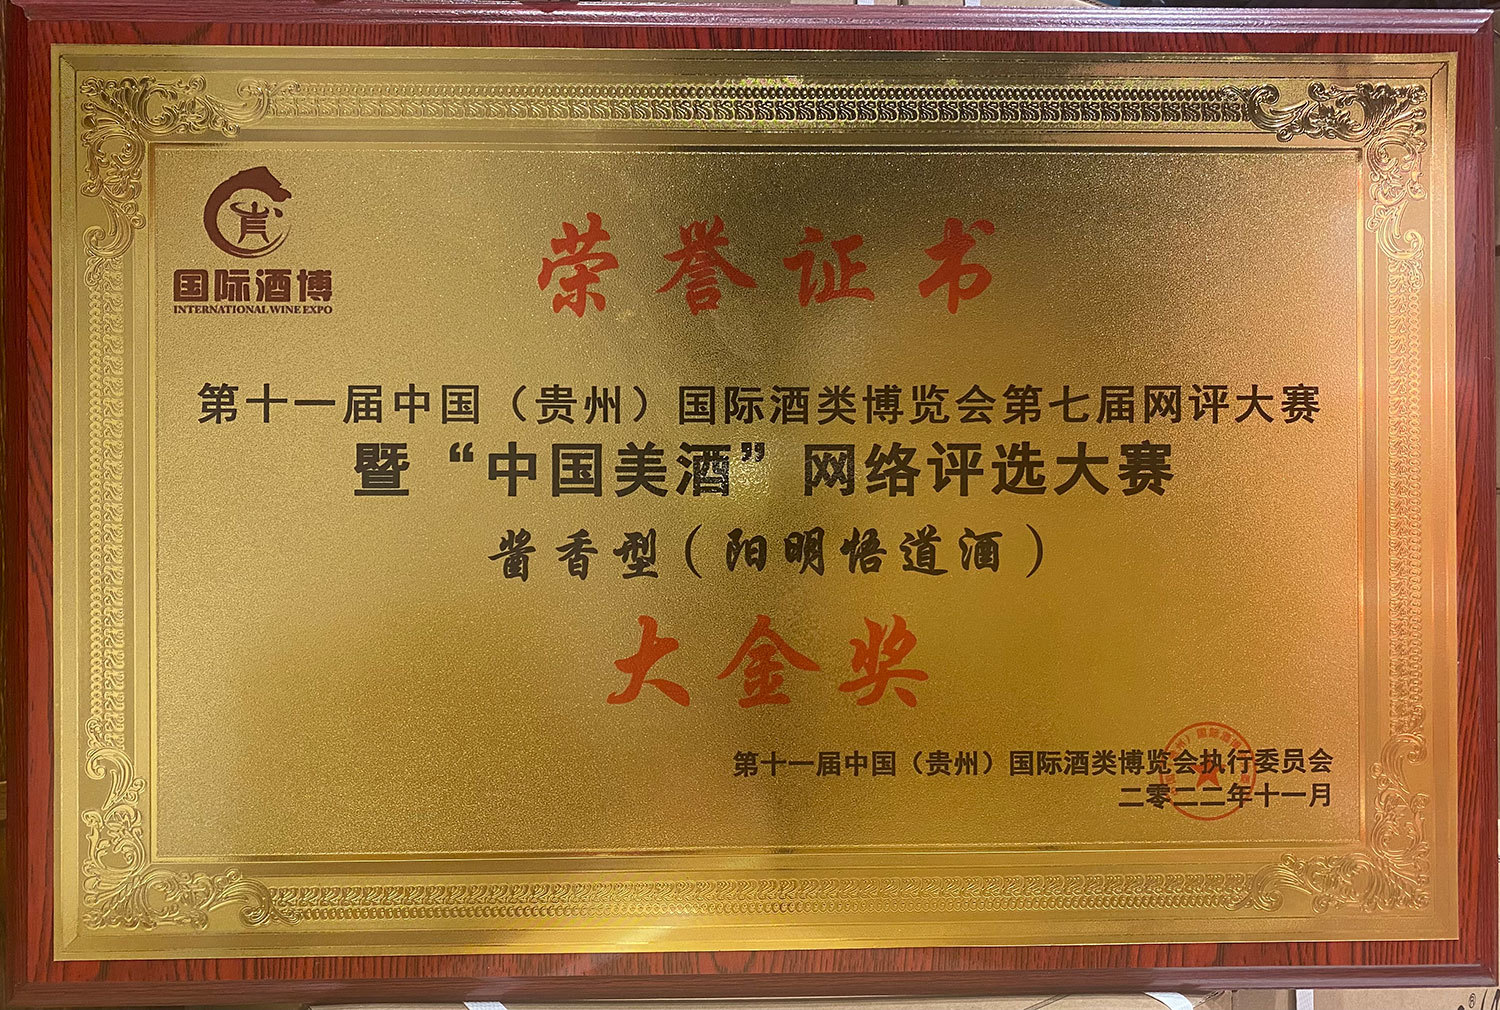 国际酒博
INTERNATIONAL WINE EXPO
荣誉证书
第十一届中国（贵州）国际酒类博览会第七届网评大赛
暨“中国美酒”网络评选大赛
酱香型（阳明悟道酒）
大金奖
第十一届中国（贵州）国际酒类博览会执行委员会
二零二二年十一月